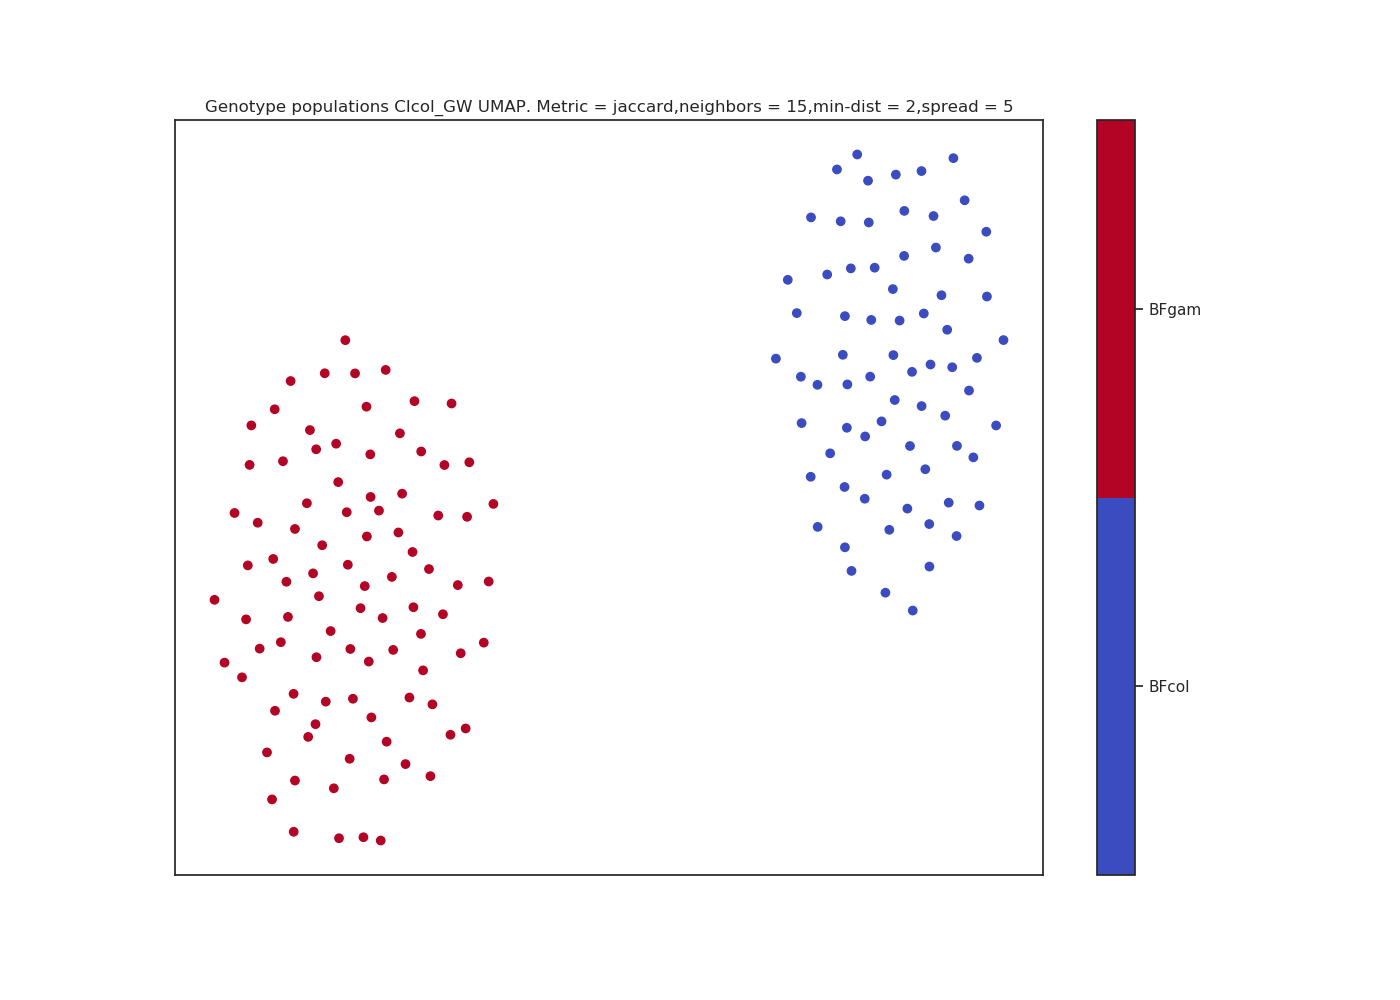 Genotype populations CIcol_GW UMAP. Metric = jaccard,neighbors = 15,min-dist = 2,spread = 5
BFgam
BFcol